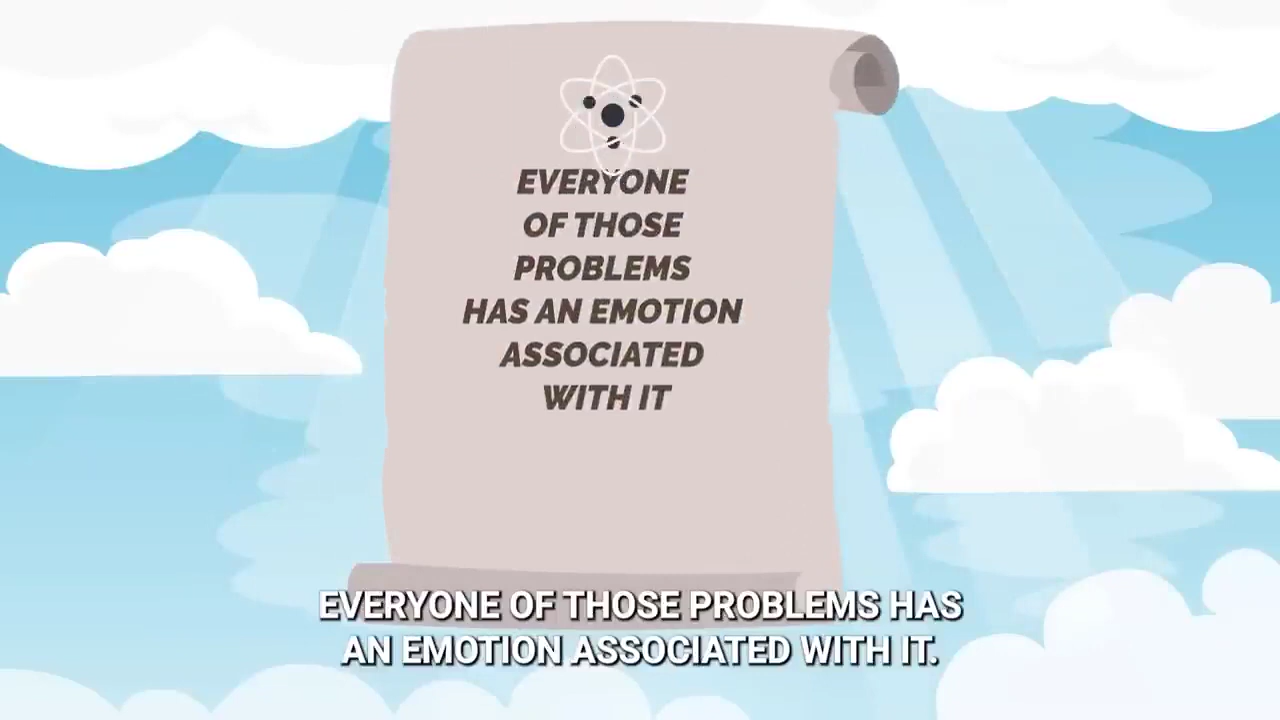 EVERYONE
OF THOSE
PROBLEMS
HAS AN EMOTION
ASSOCIATED
WITH IT
EVERYONE OF THOSE PROBLEMS HAS
AN EMOTION ASSOCIATED WITH IT.